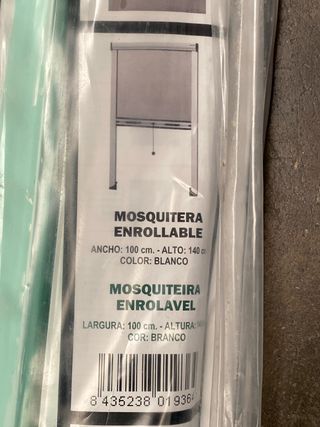 MOSQUITERA
ENROLLABLE
ANCHO: 100 cm. - ALTO: 140 cm
COLOR: BLANCO
MOSQUITEIRA
ENROLAVEL
LARGURA: 100 cm. - ALTURA:
COR: BRANCO
8 435238 01936